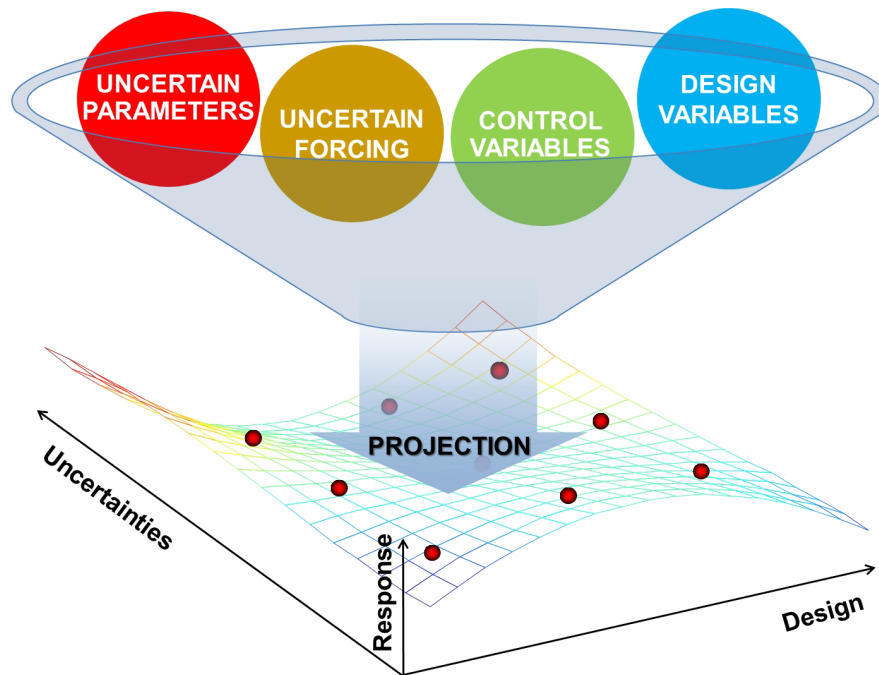 UNCERTAIN
PARAMETERS
UNCERTAIN
FORCING
CONTROL
VARIABLES
DESIGN
VARIABLES
PROJECTION
Uncertainties
Response
Design